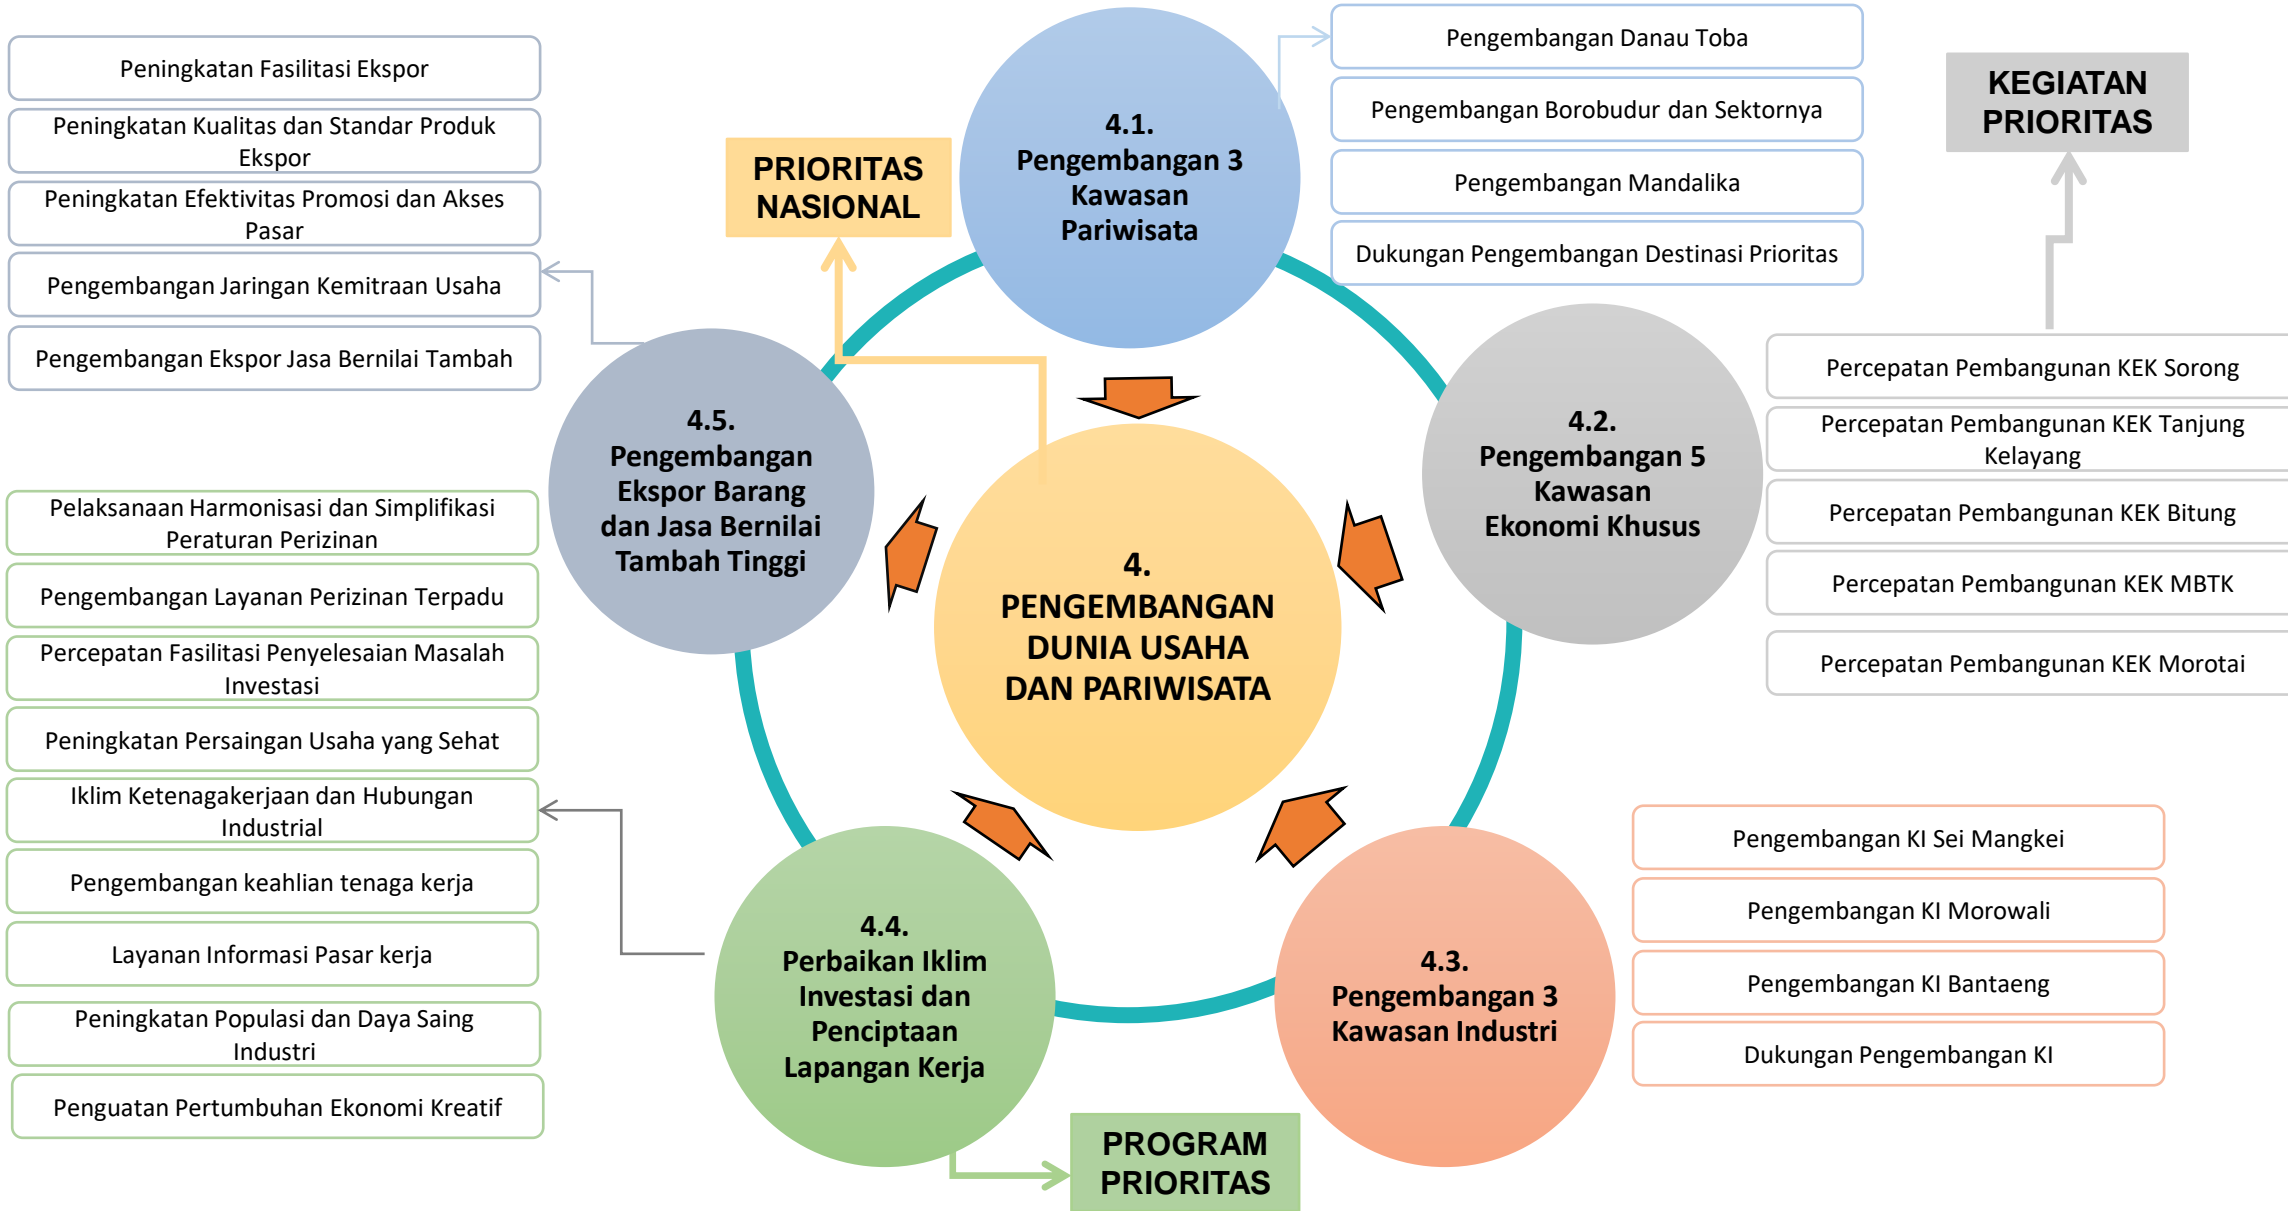 Peningkatan Fasilitasi Ekspor
Peningkatan Kualitas dan Standar Produk
Ekspor
Peningkatan Efektivitas Promosi dan Akses
Pasar
Pengembangan Jaringan Kemitraan Usaha
Pengembangan Ekspor Jasa Bernilai Tambah
PRIORITAS
NASIONAL
4.1.
Pengembangan 3
Kawasan
Pariwisata
Pengembangan Danau Toba
Pengembangan Borobudur dan Sektornya
Pengembangan Mandalika
Dukungan Pengembangan Destinasi Prioritas
KEGIATAN
PRIORITAS
4.5.
Pengembangan
Ekspor Barang
dan Jasa Bernilai
Tambah Tinggi
4.
PENGEMBANGAN
DUNIA USAHA
DAN PARIWISATA
4.2.
Pengembangan 5
Kawasan
Ekonomi Khusus
Percepatan Pembangunan KEK Sorong
Percepatan Pembangunan KEK Tanjung
Kelayang
Percepatan Pembangunan KEK Bitung
Percepatan Pembangunan KEK MBTK
Percepatan Pembangunan KEK Morotai
Pelaksanaan Harmonisasi dan Simplifikasi
Peraturan Perizinan
Pengembangan Layanan Perizinan Terpadu
Percepatan Fasilitasi Penyelesaian Masalah
Investasi
Peningkatan Persaingan Usaha yang Sehat
Iklim Ketenagakerjaan dan Hubungan
Industrial
Pengembangan keahlian tenaga kerja
Layanan Informasi Pasar kerja
Peningkatan Populasi dan Daya Saing
Industri
Penguatan Pertumbuhan Ekonomi Kreatif
4.4.
Perbaikan Iklim
Investasi dan
Penciptaan
Lapangan Kerja
PROGRAM
PRIORITAS
4.3.
Pengembangan 3
Kawasan Industri
Pengembangan KI Sei Mangkei
Pengembangan KI Morowali
Pengembangan KI Bantaeng
Dukungan Pengembangan KI